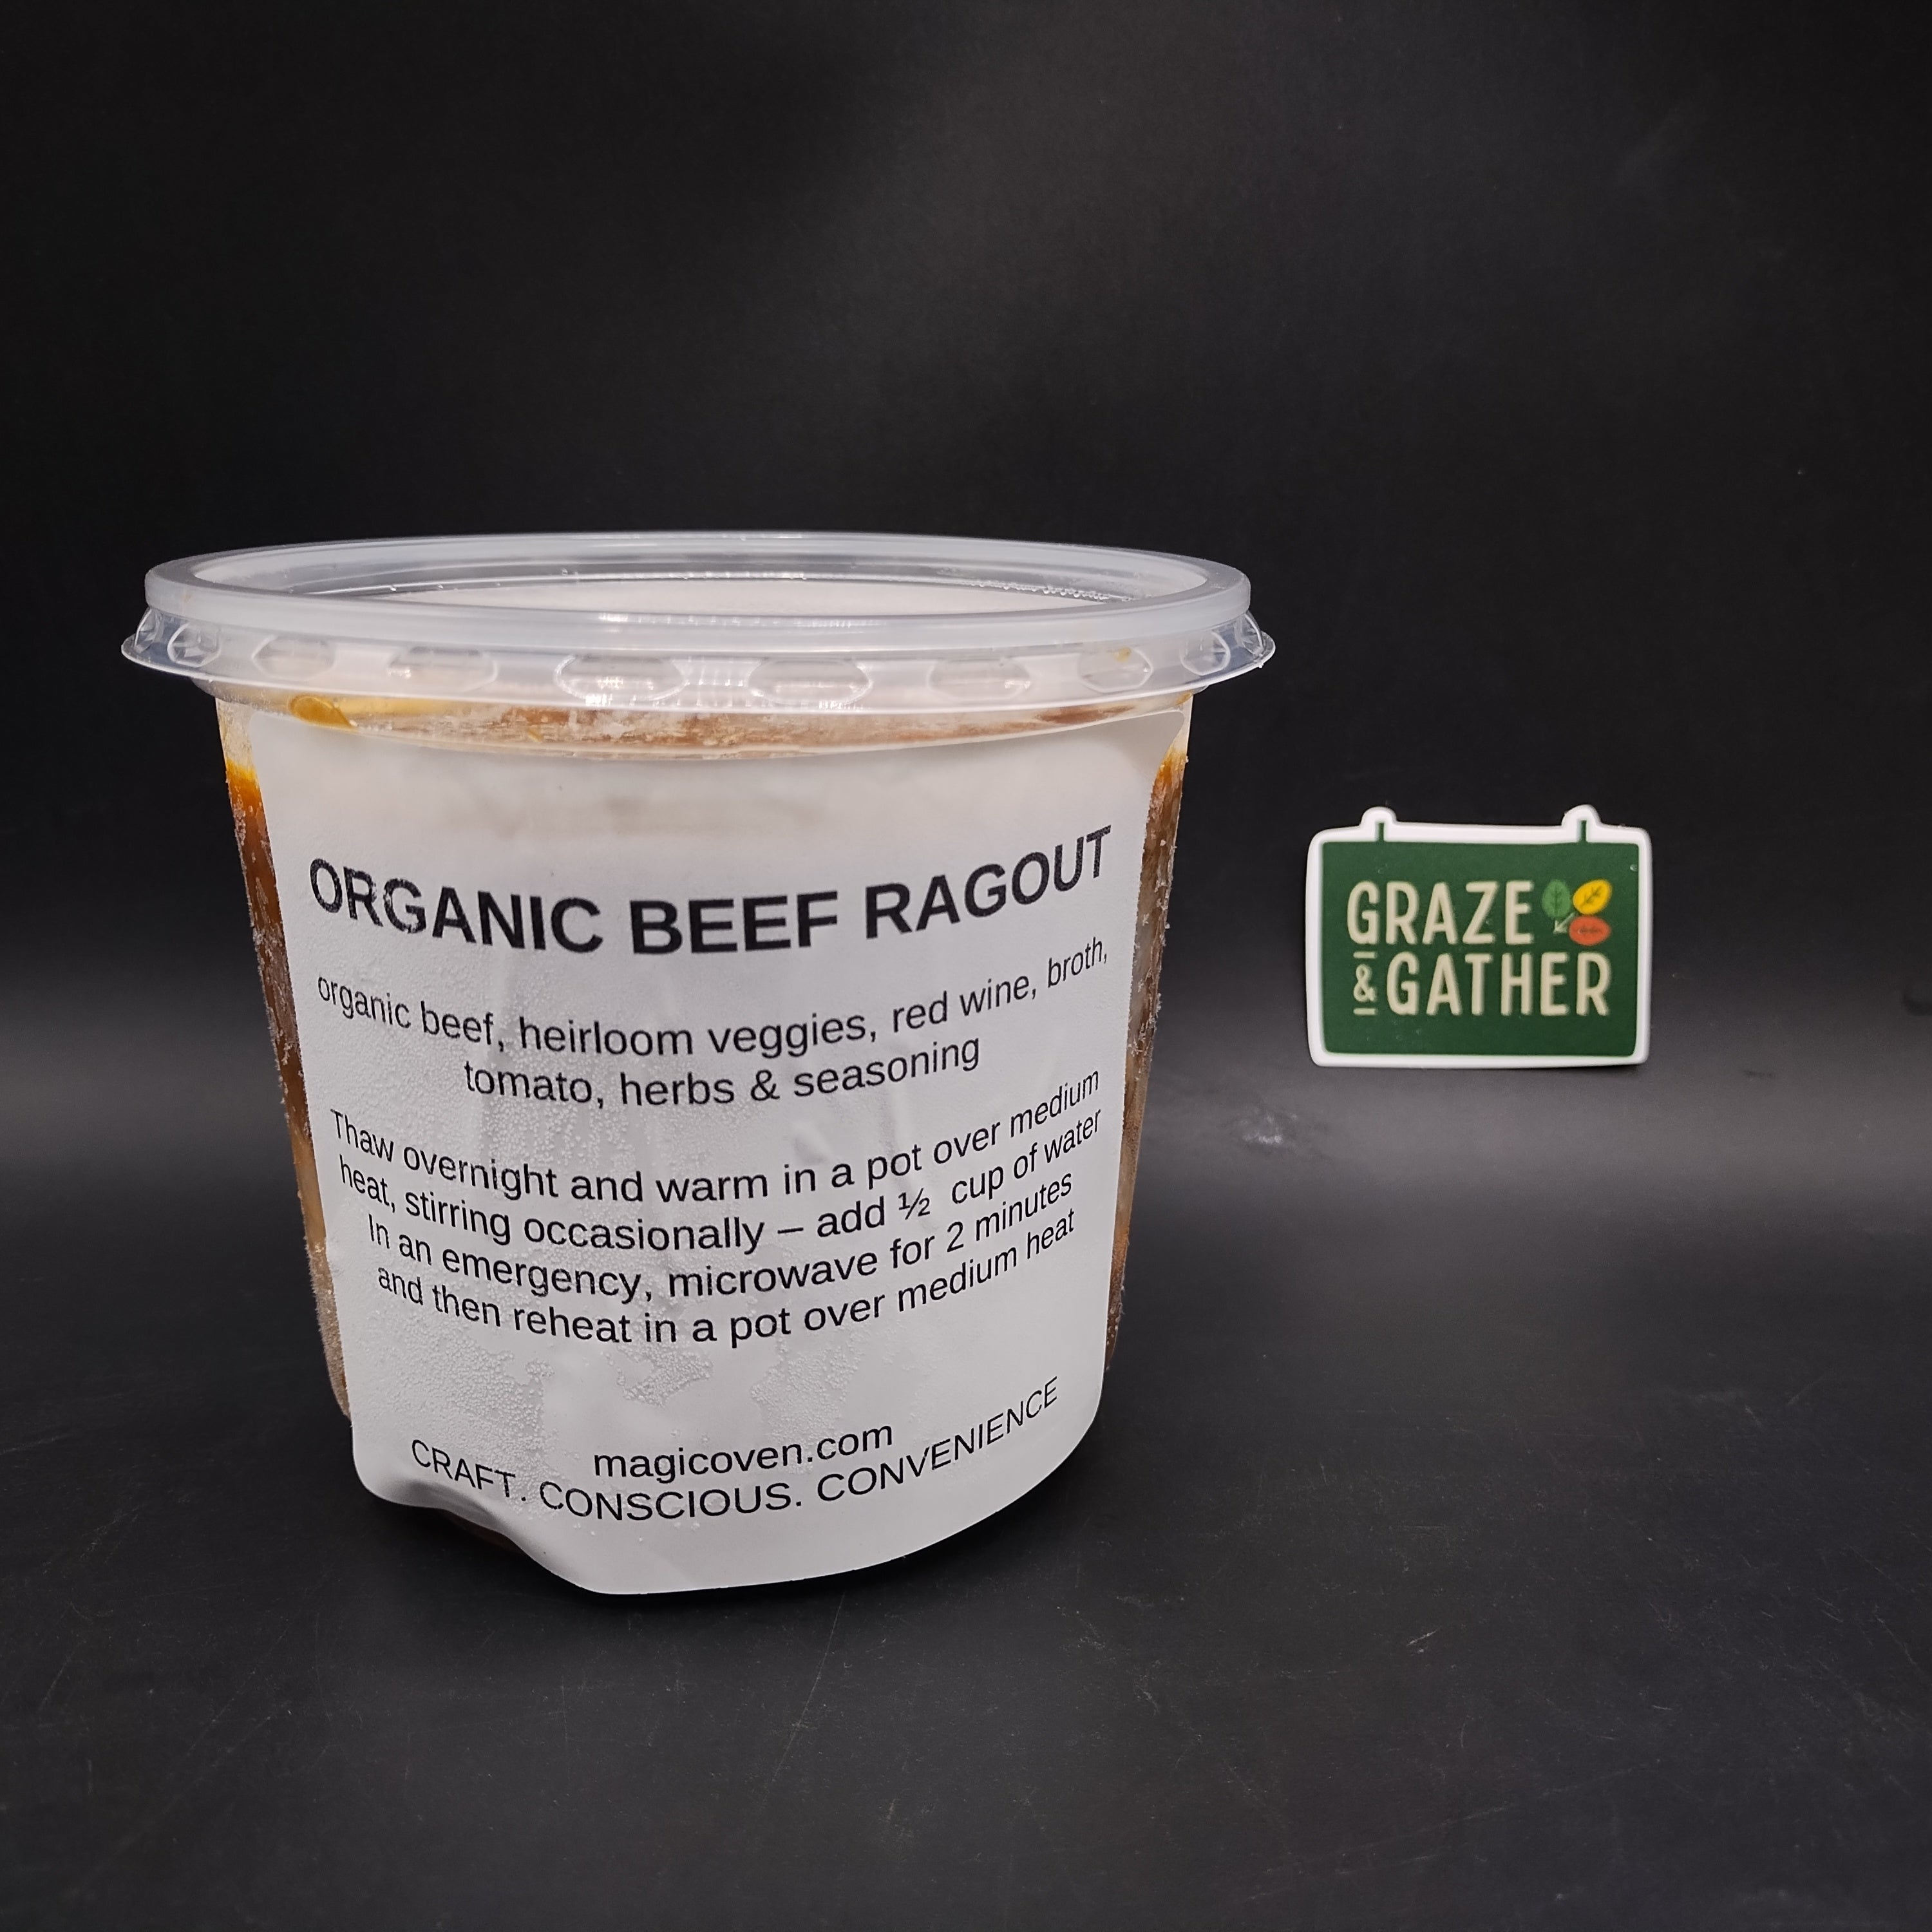 ORGANIC BEEF RAGOUT
organic beef, heirloom veggies, red wine, broth,
tomato, herbs & seasoning
Thaw overnight and warm in a pot over medium
heat, stirring occasionally – add ½ cup of water
In an emergency, microwave for 2 minutes
and then reheat in a pot over medium heat
magicoven.com
CRAFT. CONSCIOUS. CONVENIENCE
GRAZE
& GATHER